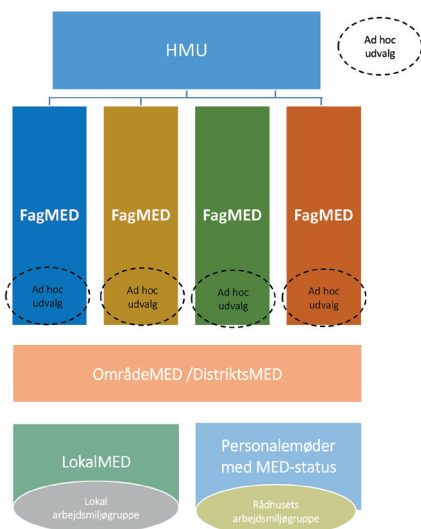 HMU
Ad hoc
udvalg
FagMED
FagMED
FagMED
FagMED
Ad hoc
udvalg
Ad hoc
udvalg
Ad hoc
udvalg
Ad hoc
udvalg
OmrådeMED /DistriktsMED
LokalMED
Lokal
arbejdsmiljøgruppe
Personalemøder
med MED-status
Rådhusets
arbejdsmiljøgruppe